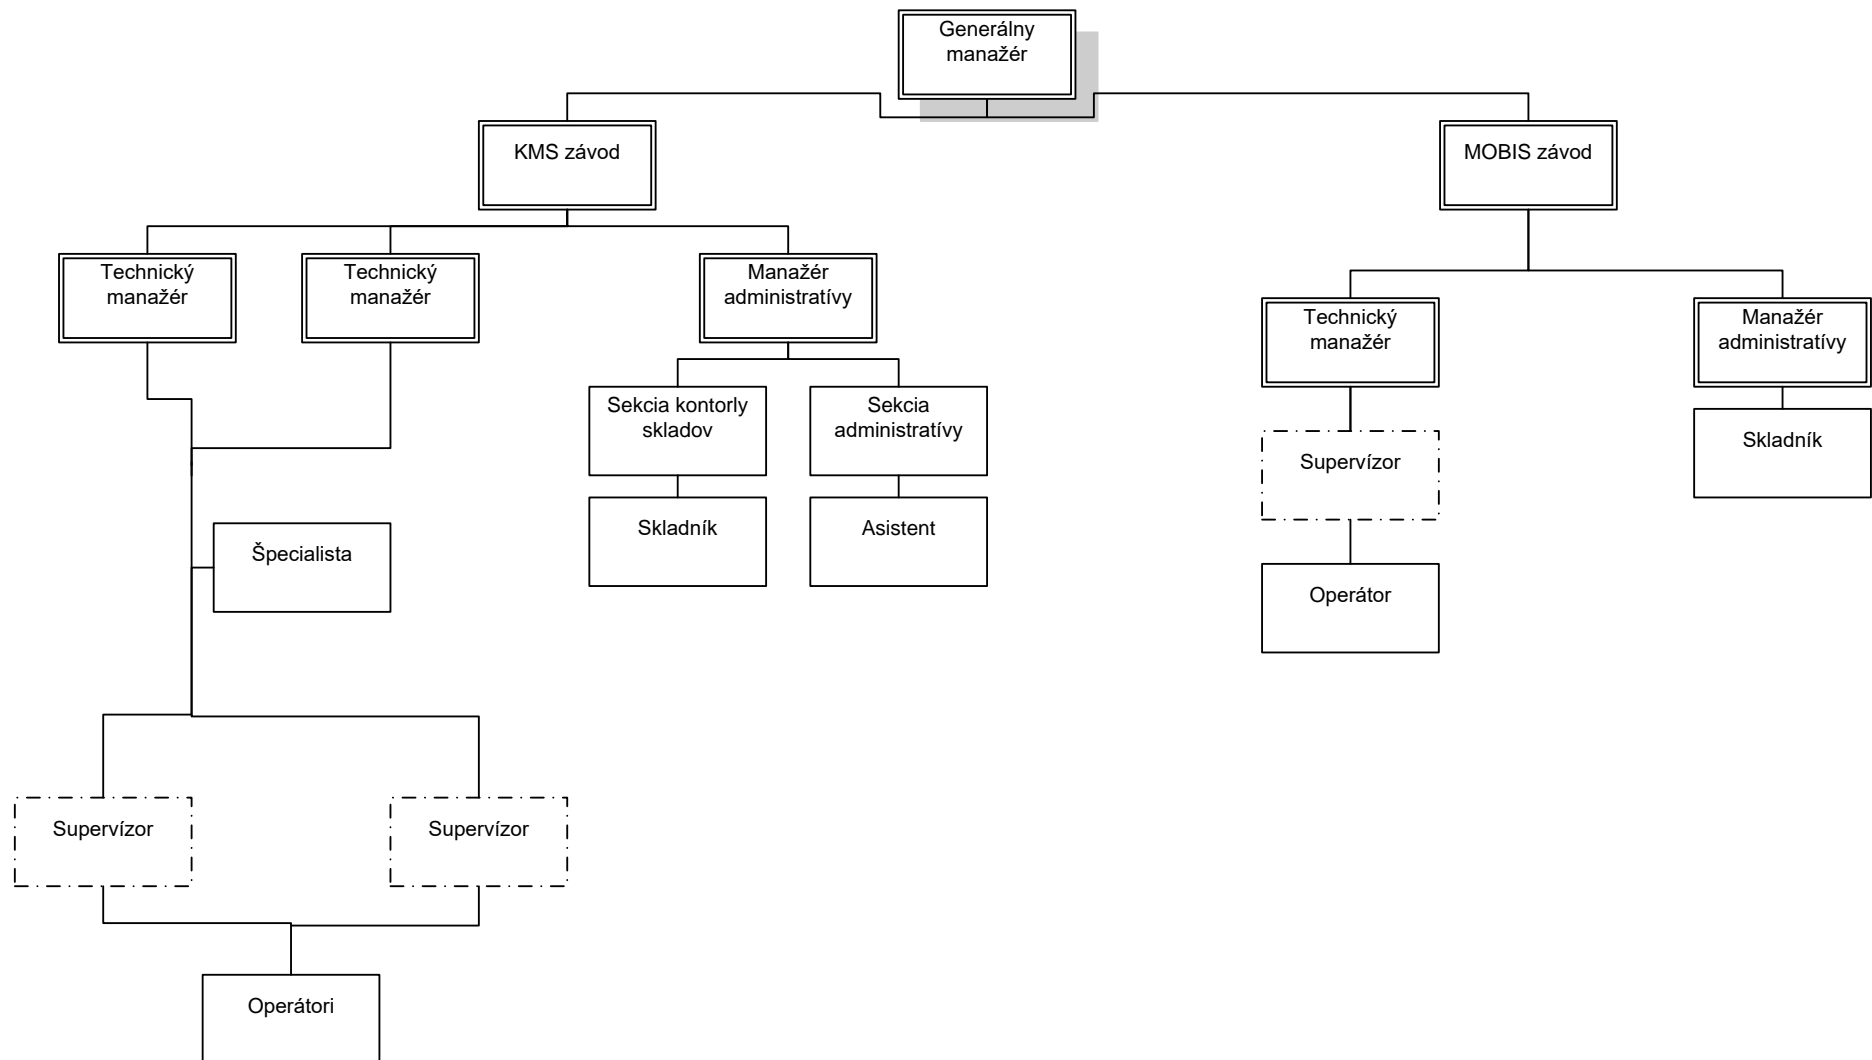 Generálny
manažér
KMS závod
MOBIS závod
Technický
manažér
Technický
manažér
Manažér
administratívy
Technický
manažér
Manažér
administratívy
Sekcia kontorly
skladov
Sekcia
administratívy
Skladník
Supervízor
Skladník
Asistent
Špecialista
Operátor
Supervízor
Supervízor
Operátori